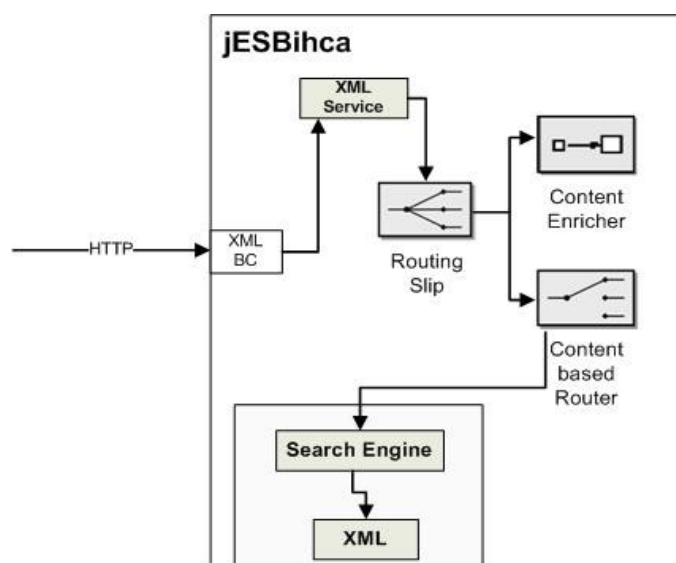 jESBihca
XML
Service
Content
Enricher
HTTP
XML
BC
Routing
Slip
Content
based
Router
Search Engine
XML